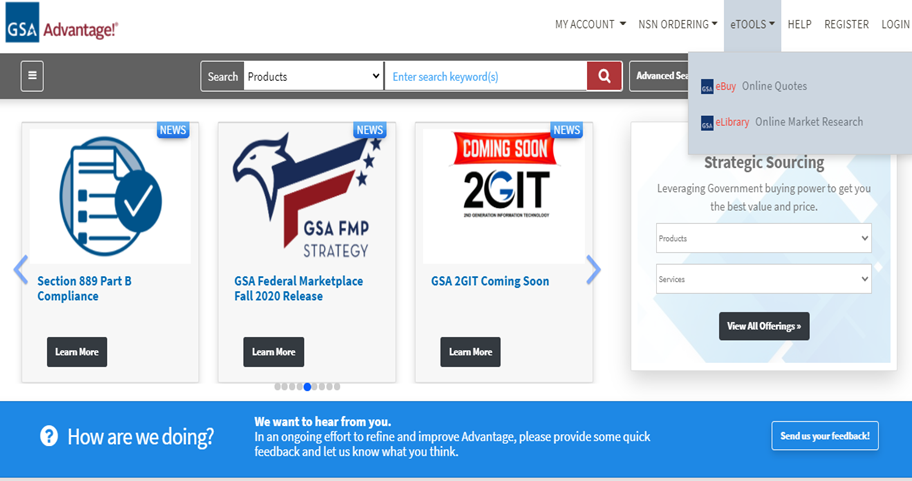 GSA Advantage!®
MY ACCOUNT
NSN ORDERING
eTOOLS
HELP
REGISTER
LOGIN
Search
Products
Enter search keyword(s)
Advanced Sea
GSA eBuy Online Quotes
GSA eLibrary Online Market Research
NEWS
Section 889 Part B
Compliance
Learn More
NEWS
GSA FMP
STRATEGY
GSA Federal Marketplace
Fall 2020 Release
Learn More
NEWS
COMING SOON
2GIT
2ND GENERATION INFORMATION TECHNOLOGY
GSA 2GIT Coming Soon
Learn More
Strategic Sourcing
Leveraging Government buying power to get you
the best value and price.
Products
Services
View All Offerings »
? How are we doing?
We want to hear from you.
In an ongoing effort to refine and improve Advantage, please provide some quick
feedback and let us know what you think.
Send us your feedback!